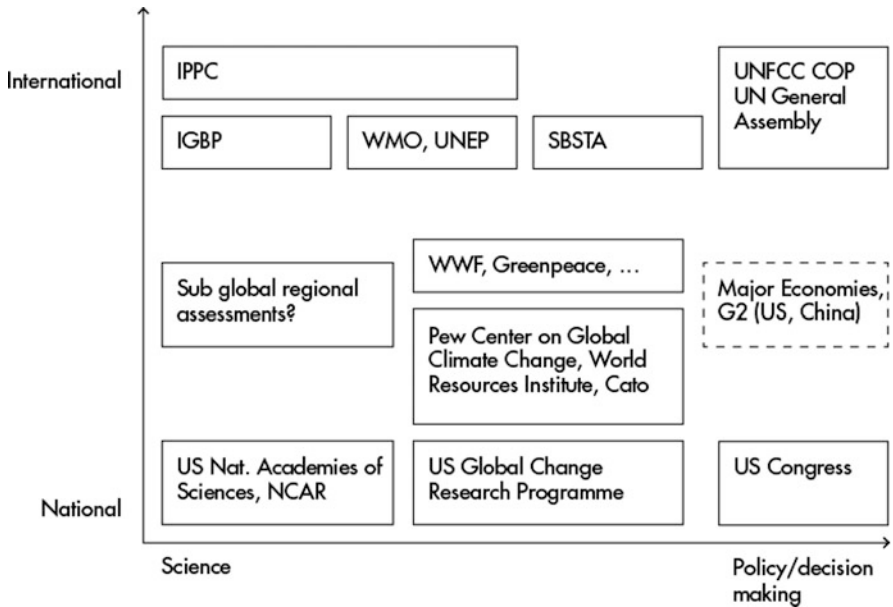 International
IPPC
UNFCC COP
UN General
Assembly
IGBP
WMO, UNEP
SBSTA
Sub global regional
assessments?
WWF, Greenpeace, ...
Major Economies,
G2 (US, China)
Pew Center on Global
Climate Change, World
Resources Institute, Cato
National
US Nat. Academies of
Sciences, NCAR
US Global Change
Research Programme
US Congress
Science
Policy/decision
making